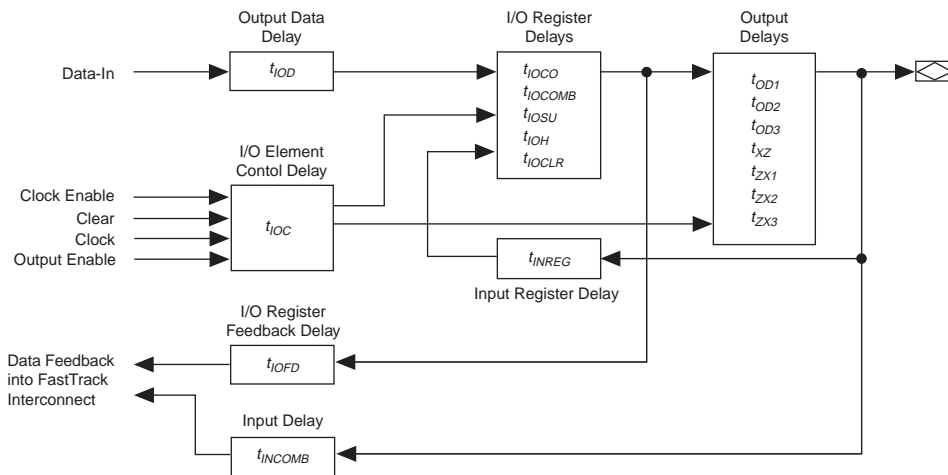 Output Data
Delay
I/O Register
Delays
Output
Delays
Data-In
tIOD
tIOCO
tIOCOMB
tIOSU
tIOH
tIOCLR
tOD1
tOD2
tOD3
tXZ
tZX1
tZX2
tZX3
I/O Element
Contol Delay
Clock Enable
Clear
Clock
Output Enable
tIOC
tINREG
Input Register Delay
I/O Register
Feedback Delay
Data Feedback
into FastTrack
Interconnect
tIOFD
Input Delay
tINCOMB